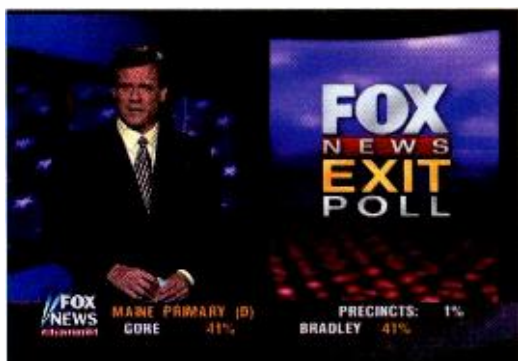 FOX
NEWS
EXIT
POLL
FOX
NEWS
channel
MAINE PRIMARY (D)
PRECINCTS: 1%
GORE 41%
BRADLEY 41%